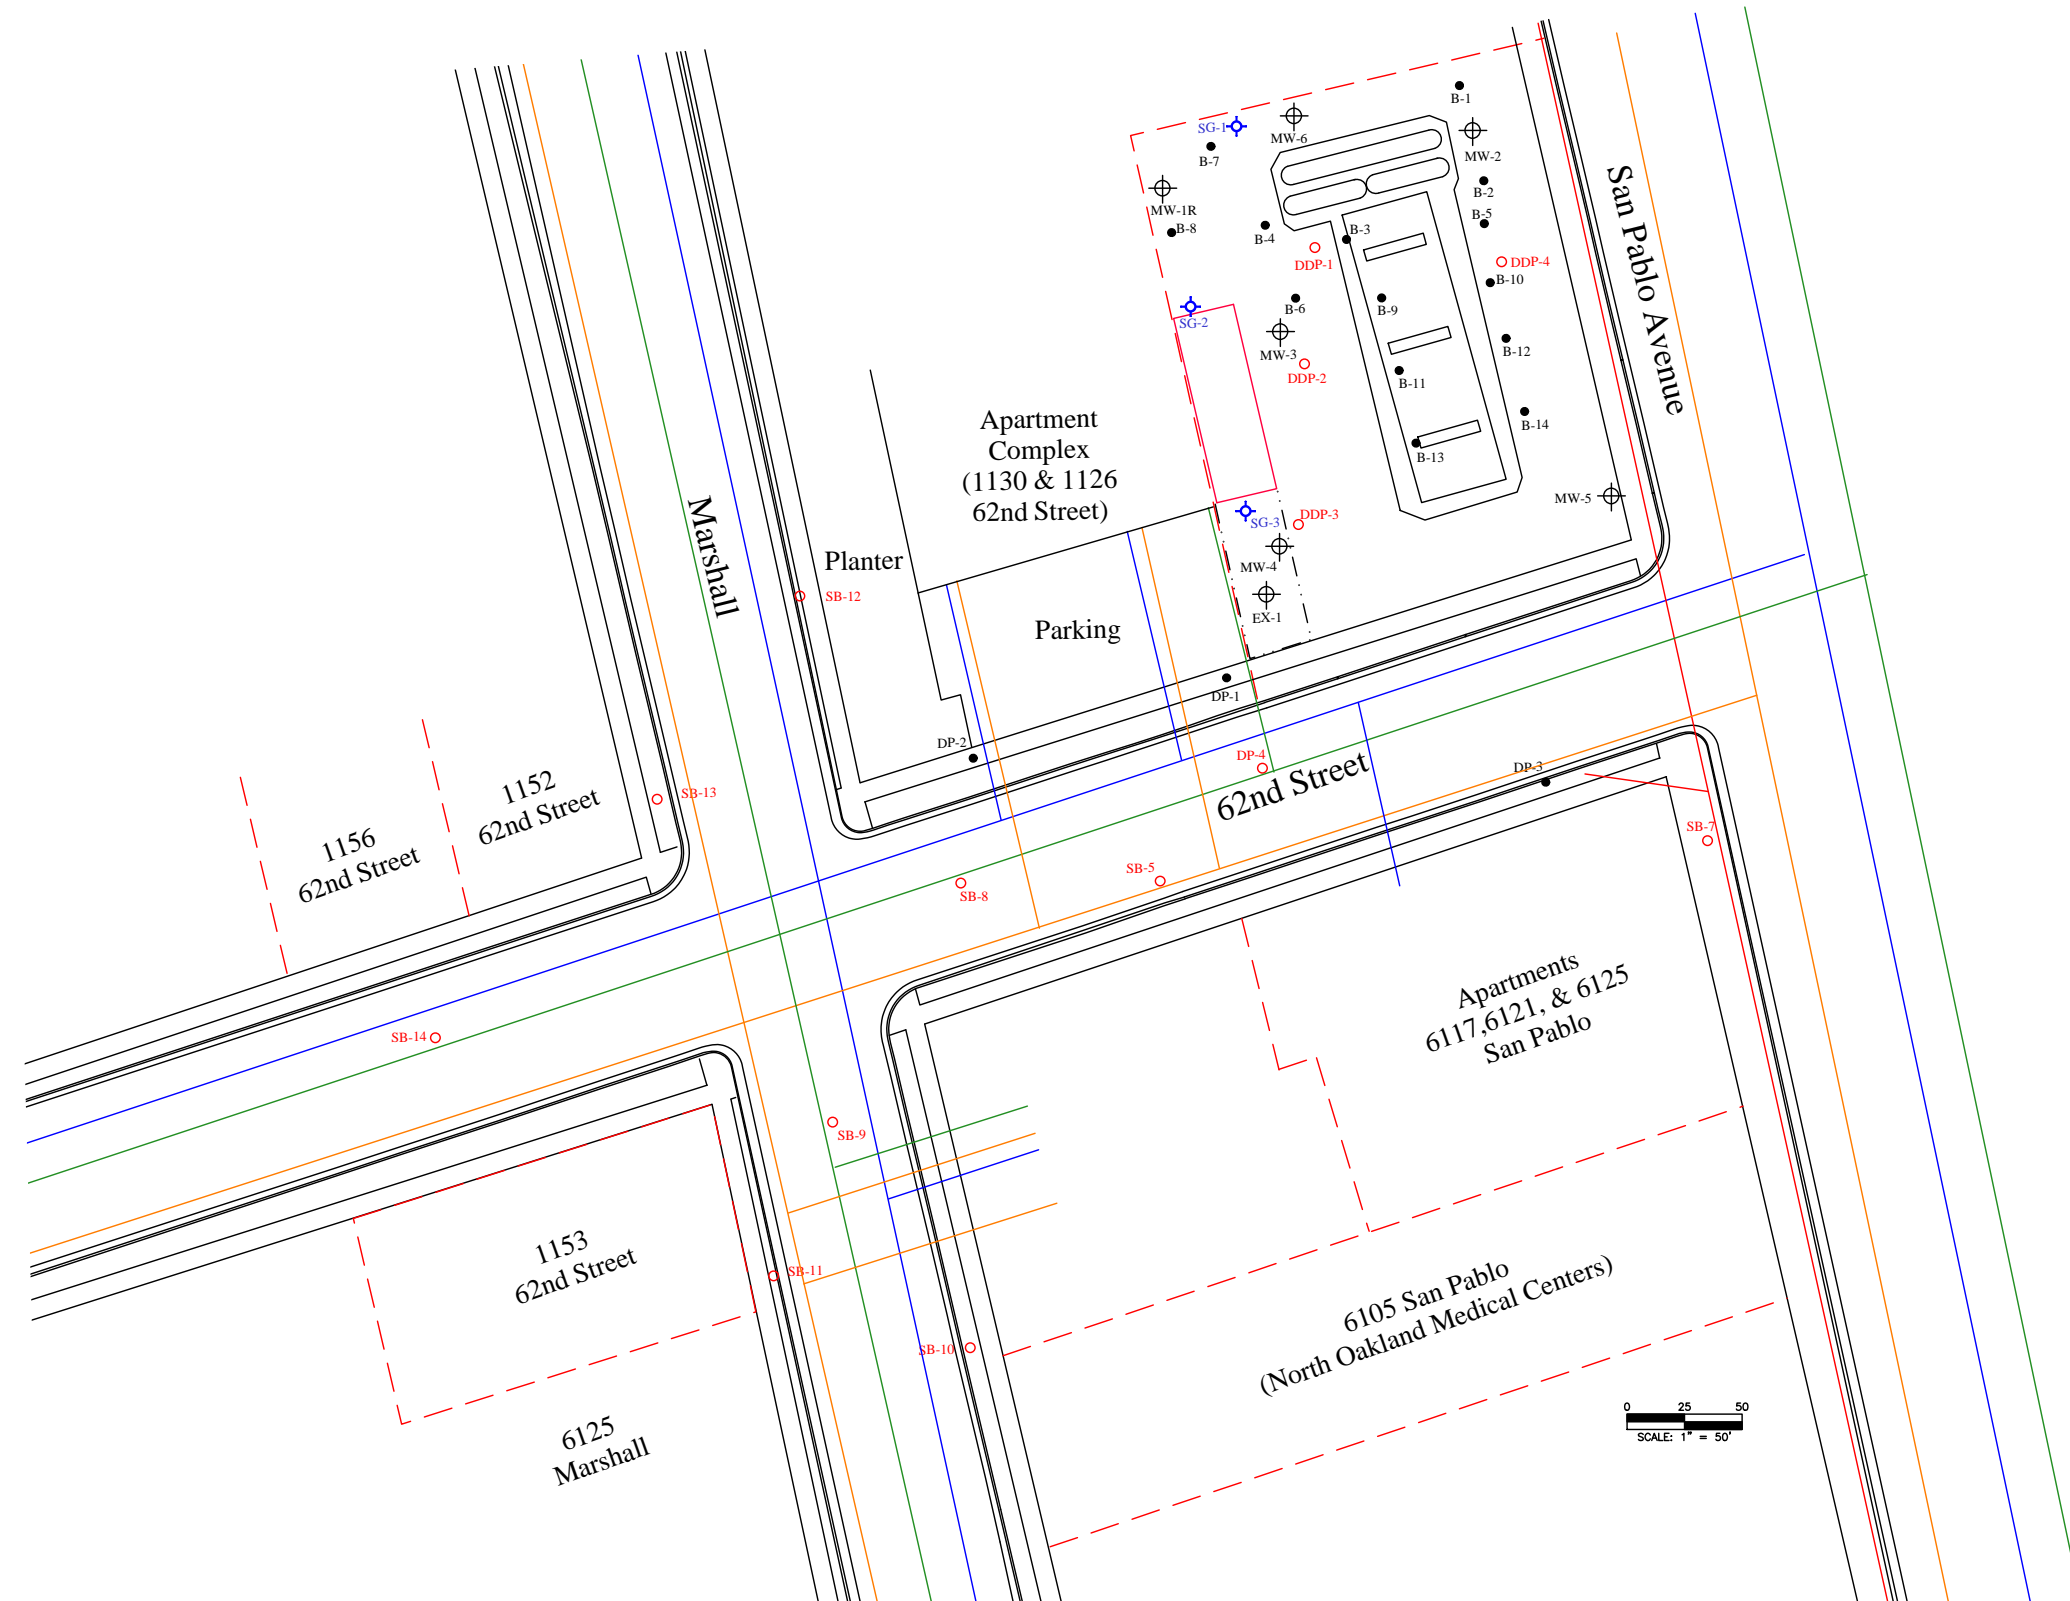 B-1
SG-1
MW-6
B-7
MW-2
San Pablo Avenue
B-2
MW-1R
B-5
B-8
B-4
B-3
DDP-1
DDP-4
B-10
B-6
B-9
SG-2
MW-3
B-12
DDP-2
B-11
Apartment
Complex
(1130 & 1126
62nd Street)
B-14
B-13
MW-5
Marshall
SG-3
DDP-3
Planter
MW-4
SB-12
EX-1
Parking
DP-1
DP-2
DP-4
62nd Street
DP-3
SB-13
1152
62nd Street
1156
62nd Street
SB-7
SB-5
SB-8
Apartments
6117,6121, & 6125
San Pablo
SB-14
SB-9
1153
62nd Street
SB-11
6105 San Pablo
(North Oakland Medical Centers)
SB-10
6125
Marshall
0 25 50
SCALE: 1" = 50'